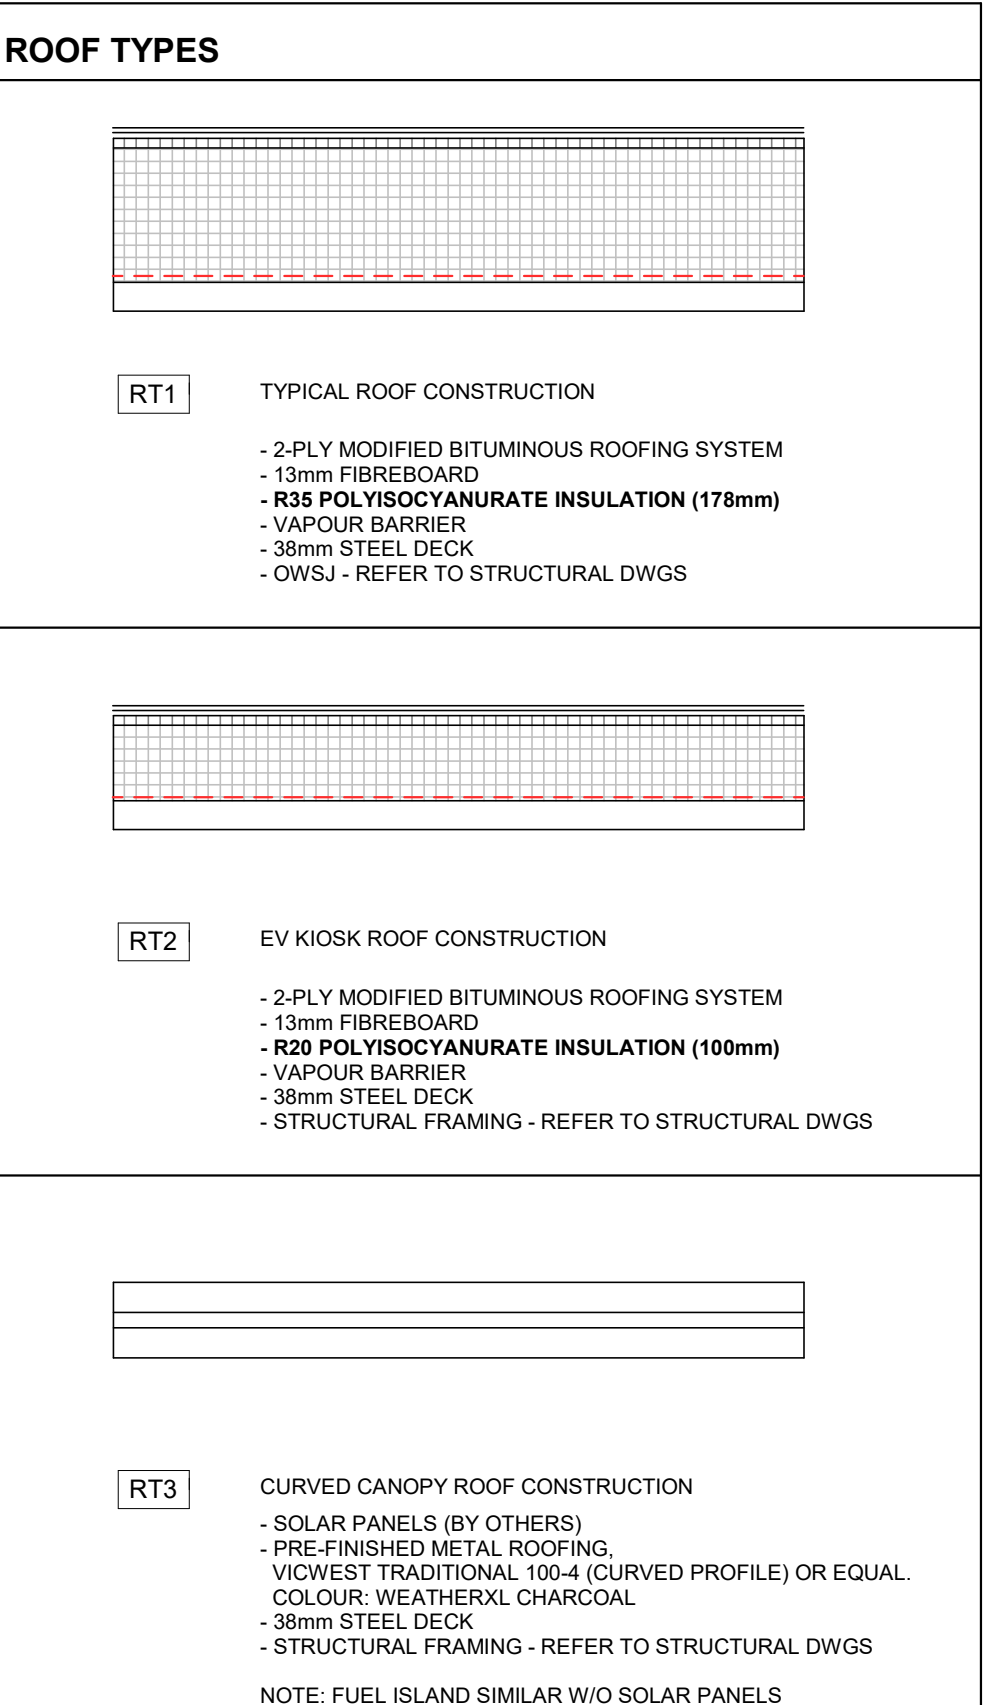 ROOF TYPES
RT1
TYPICAL ROOF CONSTRUCTION
- 2-PLY MODIFIED BITUMINOUS ROOFING SYSTEM
- 13mm FIBREBOARD
- R35 POLYISOCYANURATE INSULATION (178mm)
- VAPOUR BARRIER
- 38mm STEEL DECK
- OWSJ - REFER TO STRUCTURAL DWGS
RT2
EV KIOSK ROOF CONSTRUCTION
- 2-PLY MODIFIED BITUMINOUS ROOFING SYSTEM
- 13mm FIBREBOARD
- R20 POLYISOCYANURATE INSULATION (100mm)
- VAPOUR BARRIER
- 38mm STEEL DECK
- STRUCTURAL FRAMING - REFER TO STRUCTURAL DWGS
RT3
CURVED CANOPY ROOF CONSTRUCTION
- SOLAR PANELS (BY OTHERS)
- PRE-FINISHED METAL ROOFING,
VICWEST TRADITIONAL 100-4 (CURVED PROFILE) OR EQUAL.
COLOUR: WEATHERXL CHARCOAL
- 38mm STEEL DECK
- STRUCTURAL FRAMING - REFER TO STRUCTURAL DWGS
NOTE: FUEL ISLAND SIMILAR W/O SOLAR PANELS